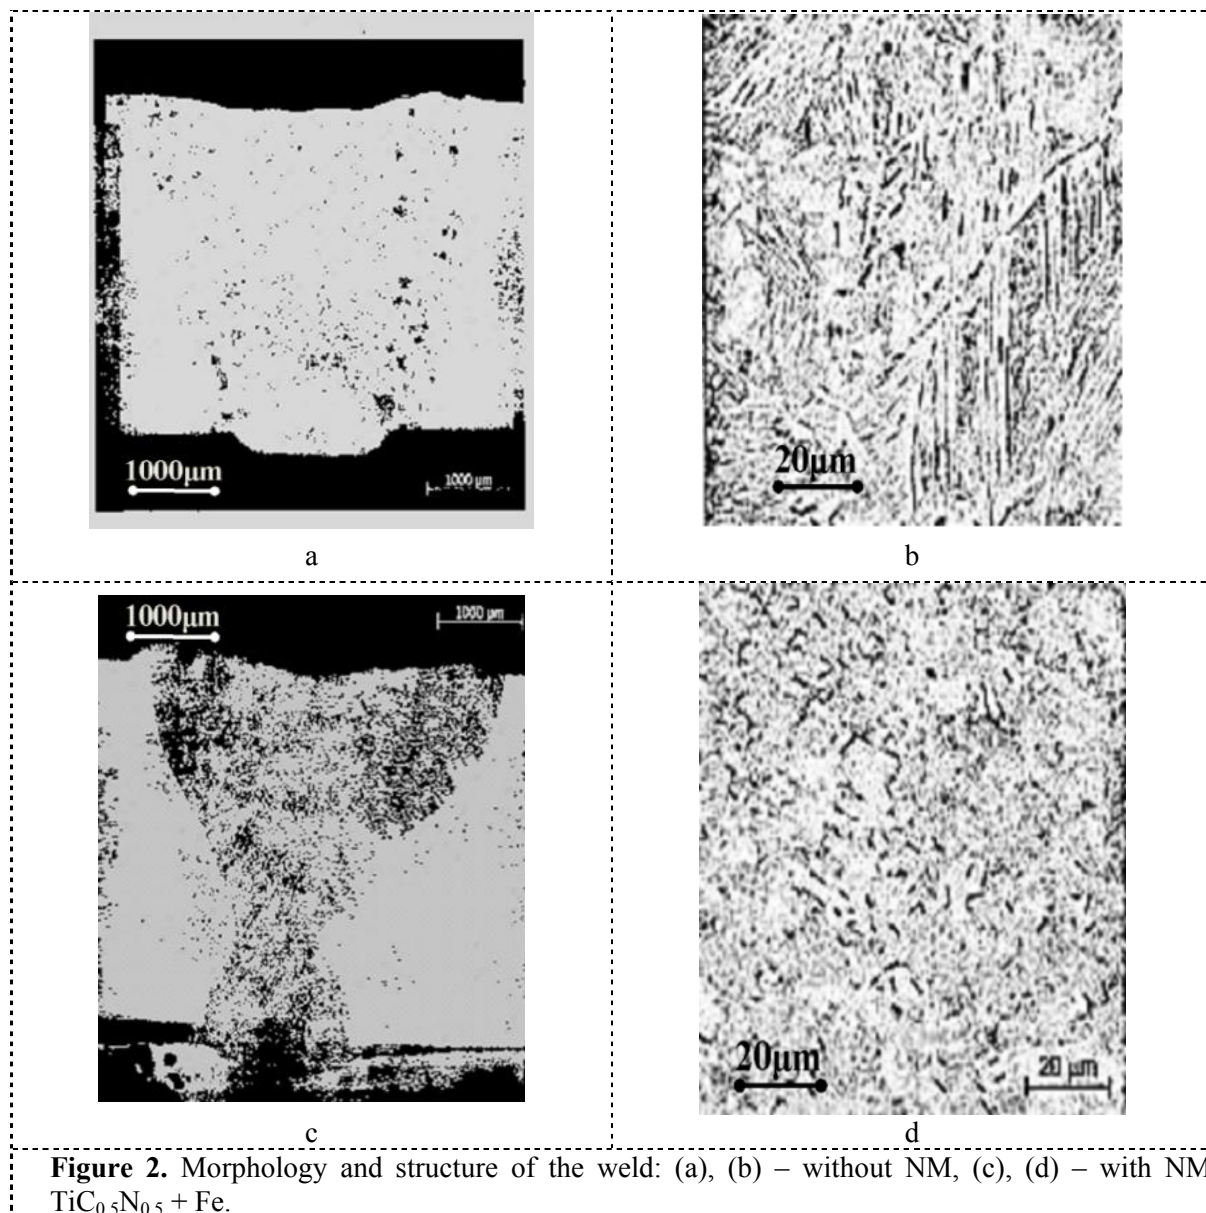 1000µm
1000 µm
20µm
a
b
1000µm
1000 µm
20µm
20 µm
c
d
Figure 2. Morphology and structure of the weld: (a), (b) – without NM, (c), (d) – with NM
TiC0.5N0.5 + Fe.